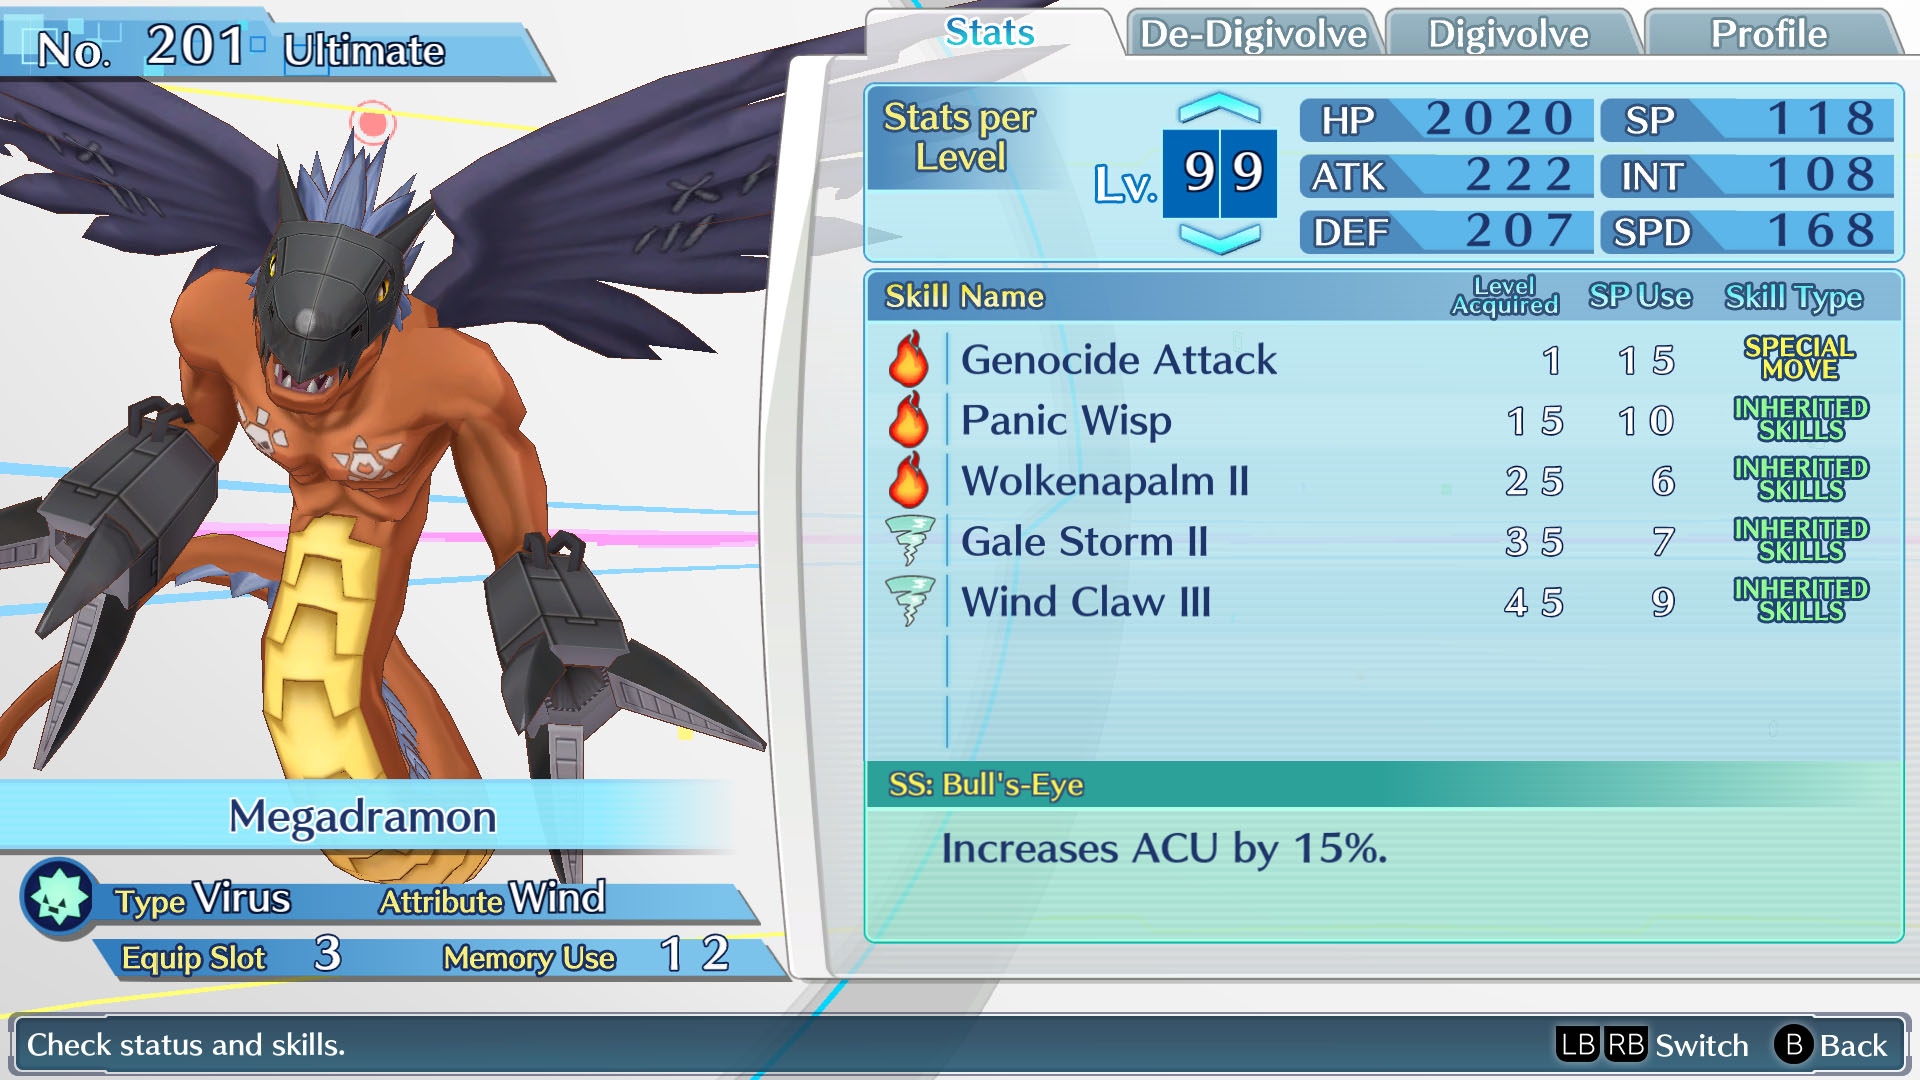 No. 201 Ultimate
Stats
De-Digivolve
Digivolve
Profile
Stats per
Level
Lv. 99
HP 2020
SP 118
ATK 222
INT 108
DEF 207
SPD 168
Skill Name
Level
Acquired
SP Use
Skill Type
Genocide Attack 1 15 SPECIAL
MOVE
Panic Wisp 15 10 INHERITED
SKILLS
Wolkenapalm II 25 6 INHERITED
SKILLS
Gale Storm II 35 7 INHERITED
SKILLS
Wind Claw III 45 9 INHERITED
SKILLS
SS: Bull's-Eye
Increases ACU by 15%.
Megadramon
Type Virus Attribute Wind
Equip Slot 3 Memory Use 12
Check status and skills.
LB RB Switch B Back